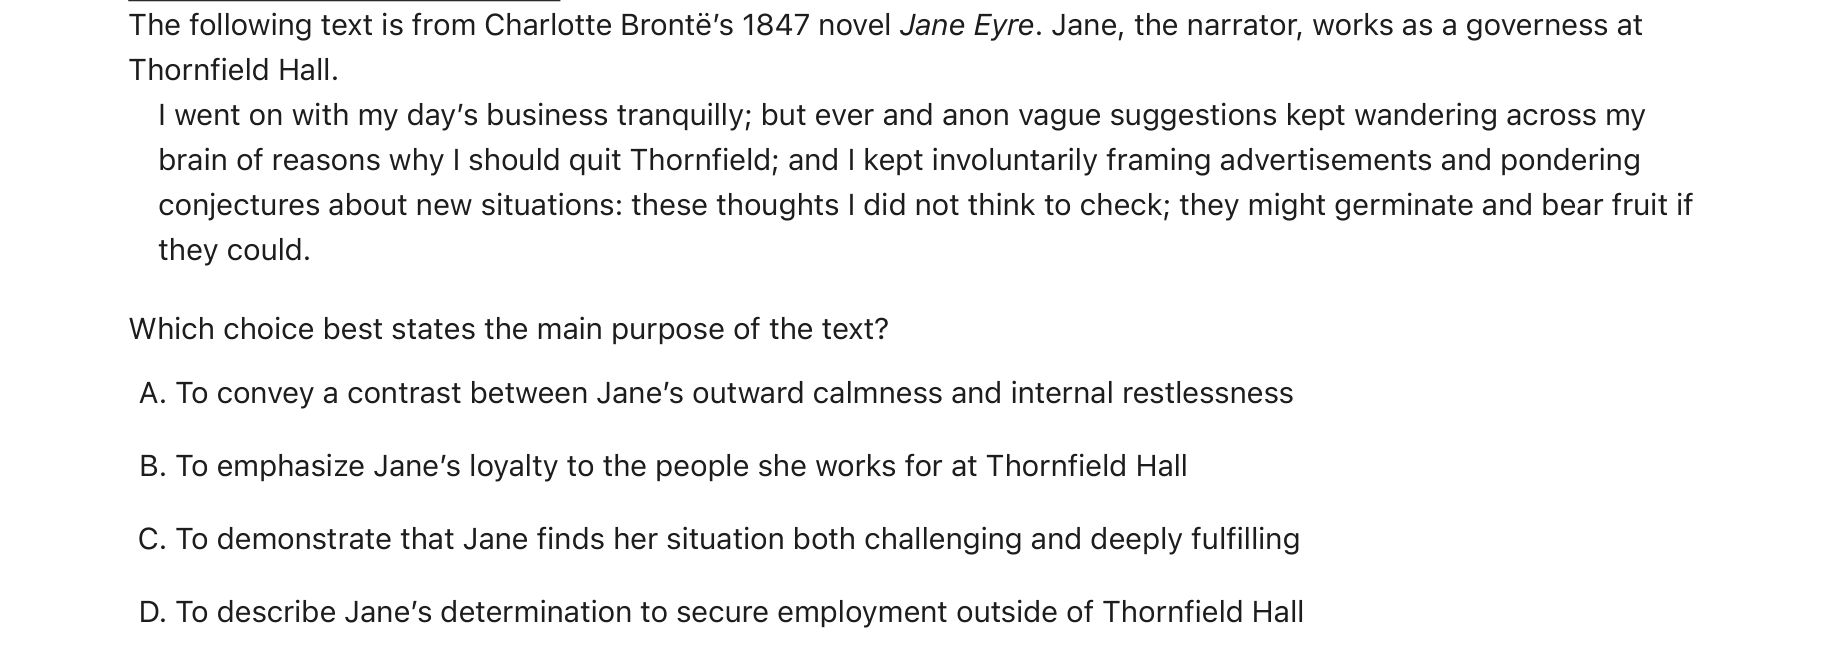 The following text is from Charlotte Brontë’s 1847 novel Jane Eyre. Jane, the narrator, works as a governess at
Thornfield Hall.
I went on with my day’s business tranquilly; but ever and anon vague suggestions kept wandering across my
brain of reasons why I should quit Thornfield; and I kept involuntarily framing advertisements and pondering
conjectures about new situations: these thoughts I did not think to check; they might germinate and bear fruit if
they could.
Which choice best states the main purpose of the text?
A. To convey a contrast between Jane’s outward calmness and internal restlessness
B. To emphasize Jane’s loyalty to the people she works for at Thornfield Hall
C. To demonstrate that Jane finds her situation both challenging and deeply fulfilling
D. To describe Jane’s determination to secure employment outside of Thornfield Hall